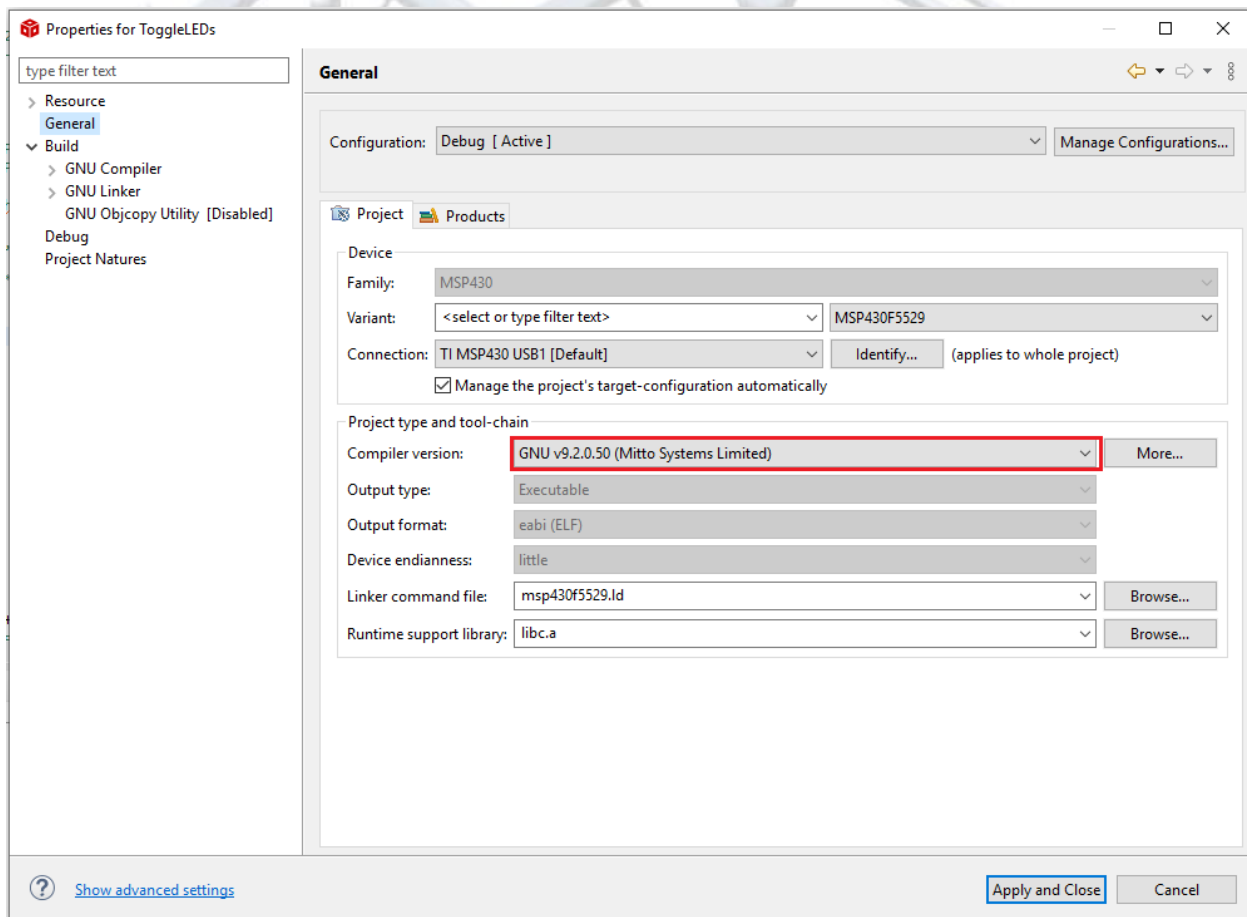 Properties for ToggleLEDs
type filter text
Resource
General
Build
GNU Compiler
GNU Linker
GNU Objcopy Utility [Disabled]
Debug
Project Natures
General
Configuration: Debug [ Active ] Manage Configurations...
Project Products
Device
Family: MSP430
Variant: <select or type filter text> MSP430F5529
Connection: TI MSP430 USB1 [Default] Identify... (applies to whole project)
Manage the project's target-configuration automatically
Project type and tool-chain
Compiler version: GNU v9.2.0.50 (Mitto Systems Limited) More...
Output type: Executable
Output format: eabi (ELF)
Device endianness: little
Linker command file: msp430f5529.ld Browse...
Runtime support library: libc.a Browse...
? Show advanced settings Apply and Close Cancel